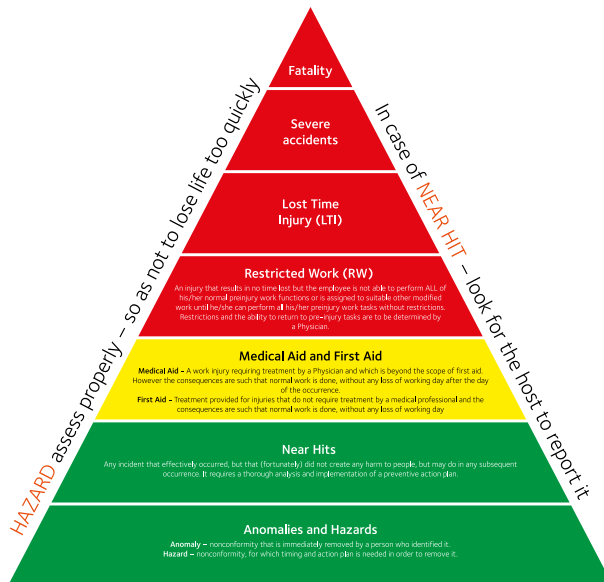 HAZARD assess properly – so as not to lose life too quickly
In case of NEAR HIT – look for the host to report it
Fatality
Severe
accidents
Lost Time
Injury (LTI)
Restricted Work (RW)
An injury that results in no time lost but the employee is not able to perform ALL of
his/her normal preinjury work functions or is assigned to suitable other modified
work until he/she can perform all his/her preinjury work tasks without restrictions.
Restrictions and the ability to return to pre-injury tasks are to be determined by
a Physician.
Medical Aid and First Aid
Medical Aid – A work injury requiring treatment by a Physician and which is beyond the scope of first aid.
However the consequences are such that normal work is done, without any loss of working day after the day
of the occurrence.
First Aid – Treatment provided for injuries that do not require treatment by a medical professional and the
consequences are such that normal work is done, without any loss of working day
Near Hits
Any incident that effectively occurred, but that (fortunately) did not create any harm to people, but may do in any subsequent
occurrence. It requires a thorough analysis and implementation of a preventive action plan.
Anomalies and Hazards
Anomaly – nonconformity that is immediately removed by a person who identified it.
Hazard – nonconformity, for which timing and action plan is needed in order to remove it.